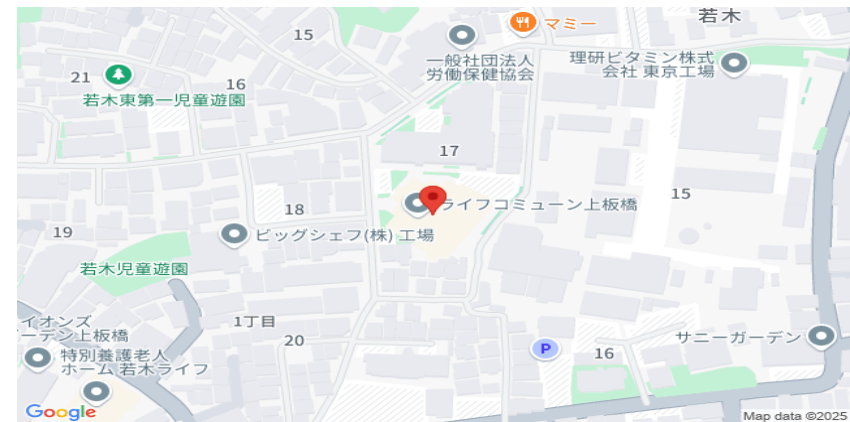 若木
15
マミー
一般社団法人
労働保健協会
理研ビタミン株式
会社 東京工場
21
16
若木東第一児童遊園
17
15
ライフコミューン上板橋
18
19
ビッグシェフ(株) 工場
若木児童遊園
1丁目
イオンズ
ーデン上板橋
20
P
16
サニーガーデン
特別養護老人
ホーム 若木ライフ
Google
Map data ©2025